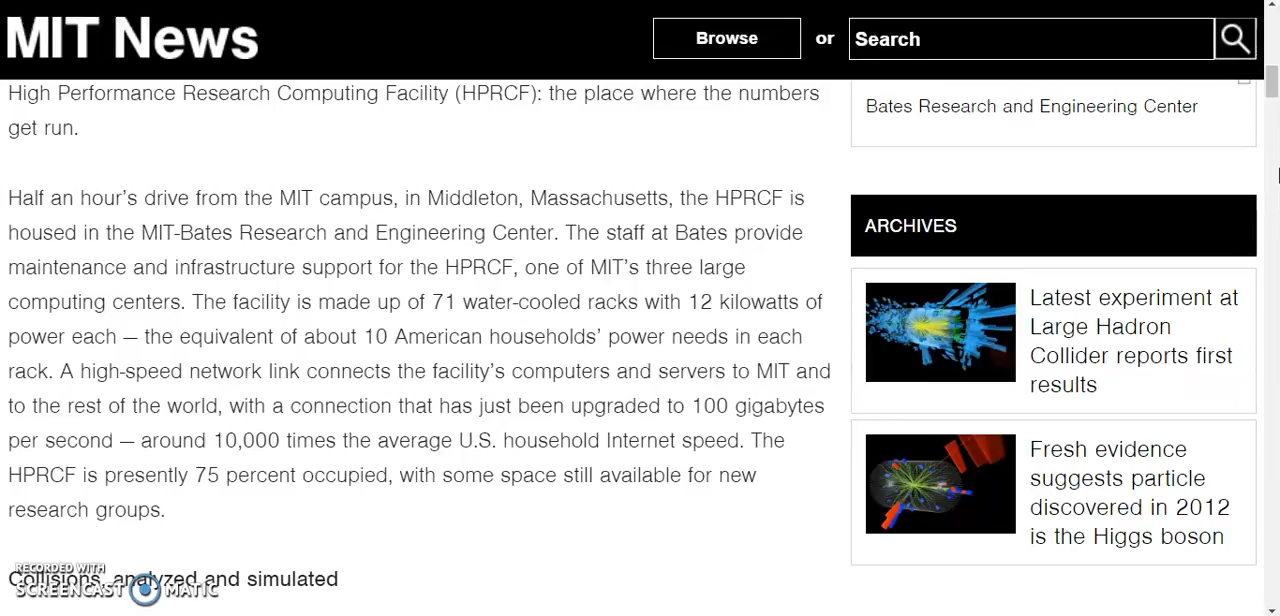 MIT News
Browse
or
Search
High Performance Research Computing Facility (HPRCF): the place where the numbers
get run.
Half an hour’s drive from the MIT campus, in Middleton, Massachusetts, the HPRCF is
housed in the MIT-Bates Research and Engineering Center. The staff at Bates provide
maintenance and infrastructure support for the HPRCF, one of MIT’s three large
computing centers. The facility is made up of 71 water-cooled racks with 12 kilowatts of
power each — the equivalent of about 10 American households’ power needs in each
rack. A high-speed network link connects the facility’s computers and servers to MIT and
to the rest of the world, with a connection that has just been upgraded to 100 gigabytes
per second — around 10,000 times the average U.S. household Internet speed. The
HPRCF is presently 75 percent occupied, with some space still available for new
research groups.
Collisions, analyzed and simulated
RECORDED WITH
SCREENCAST MATIC
Bates Research and Engineering Center
ARCHIVES
Latest experiment at
Large Hadron
Collider reports first
results
Fresh evidence
suggests particle
discovered in 2012
is the Higgs boson